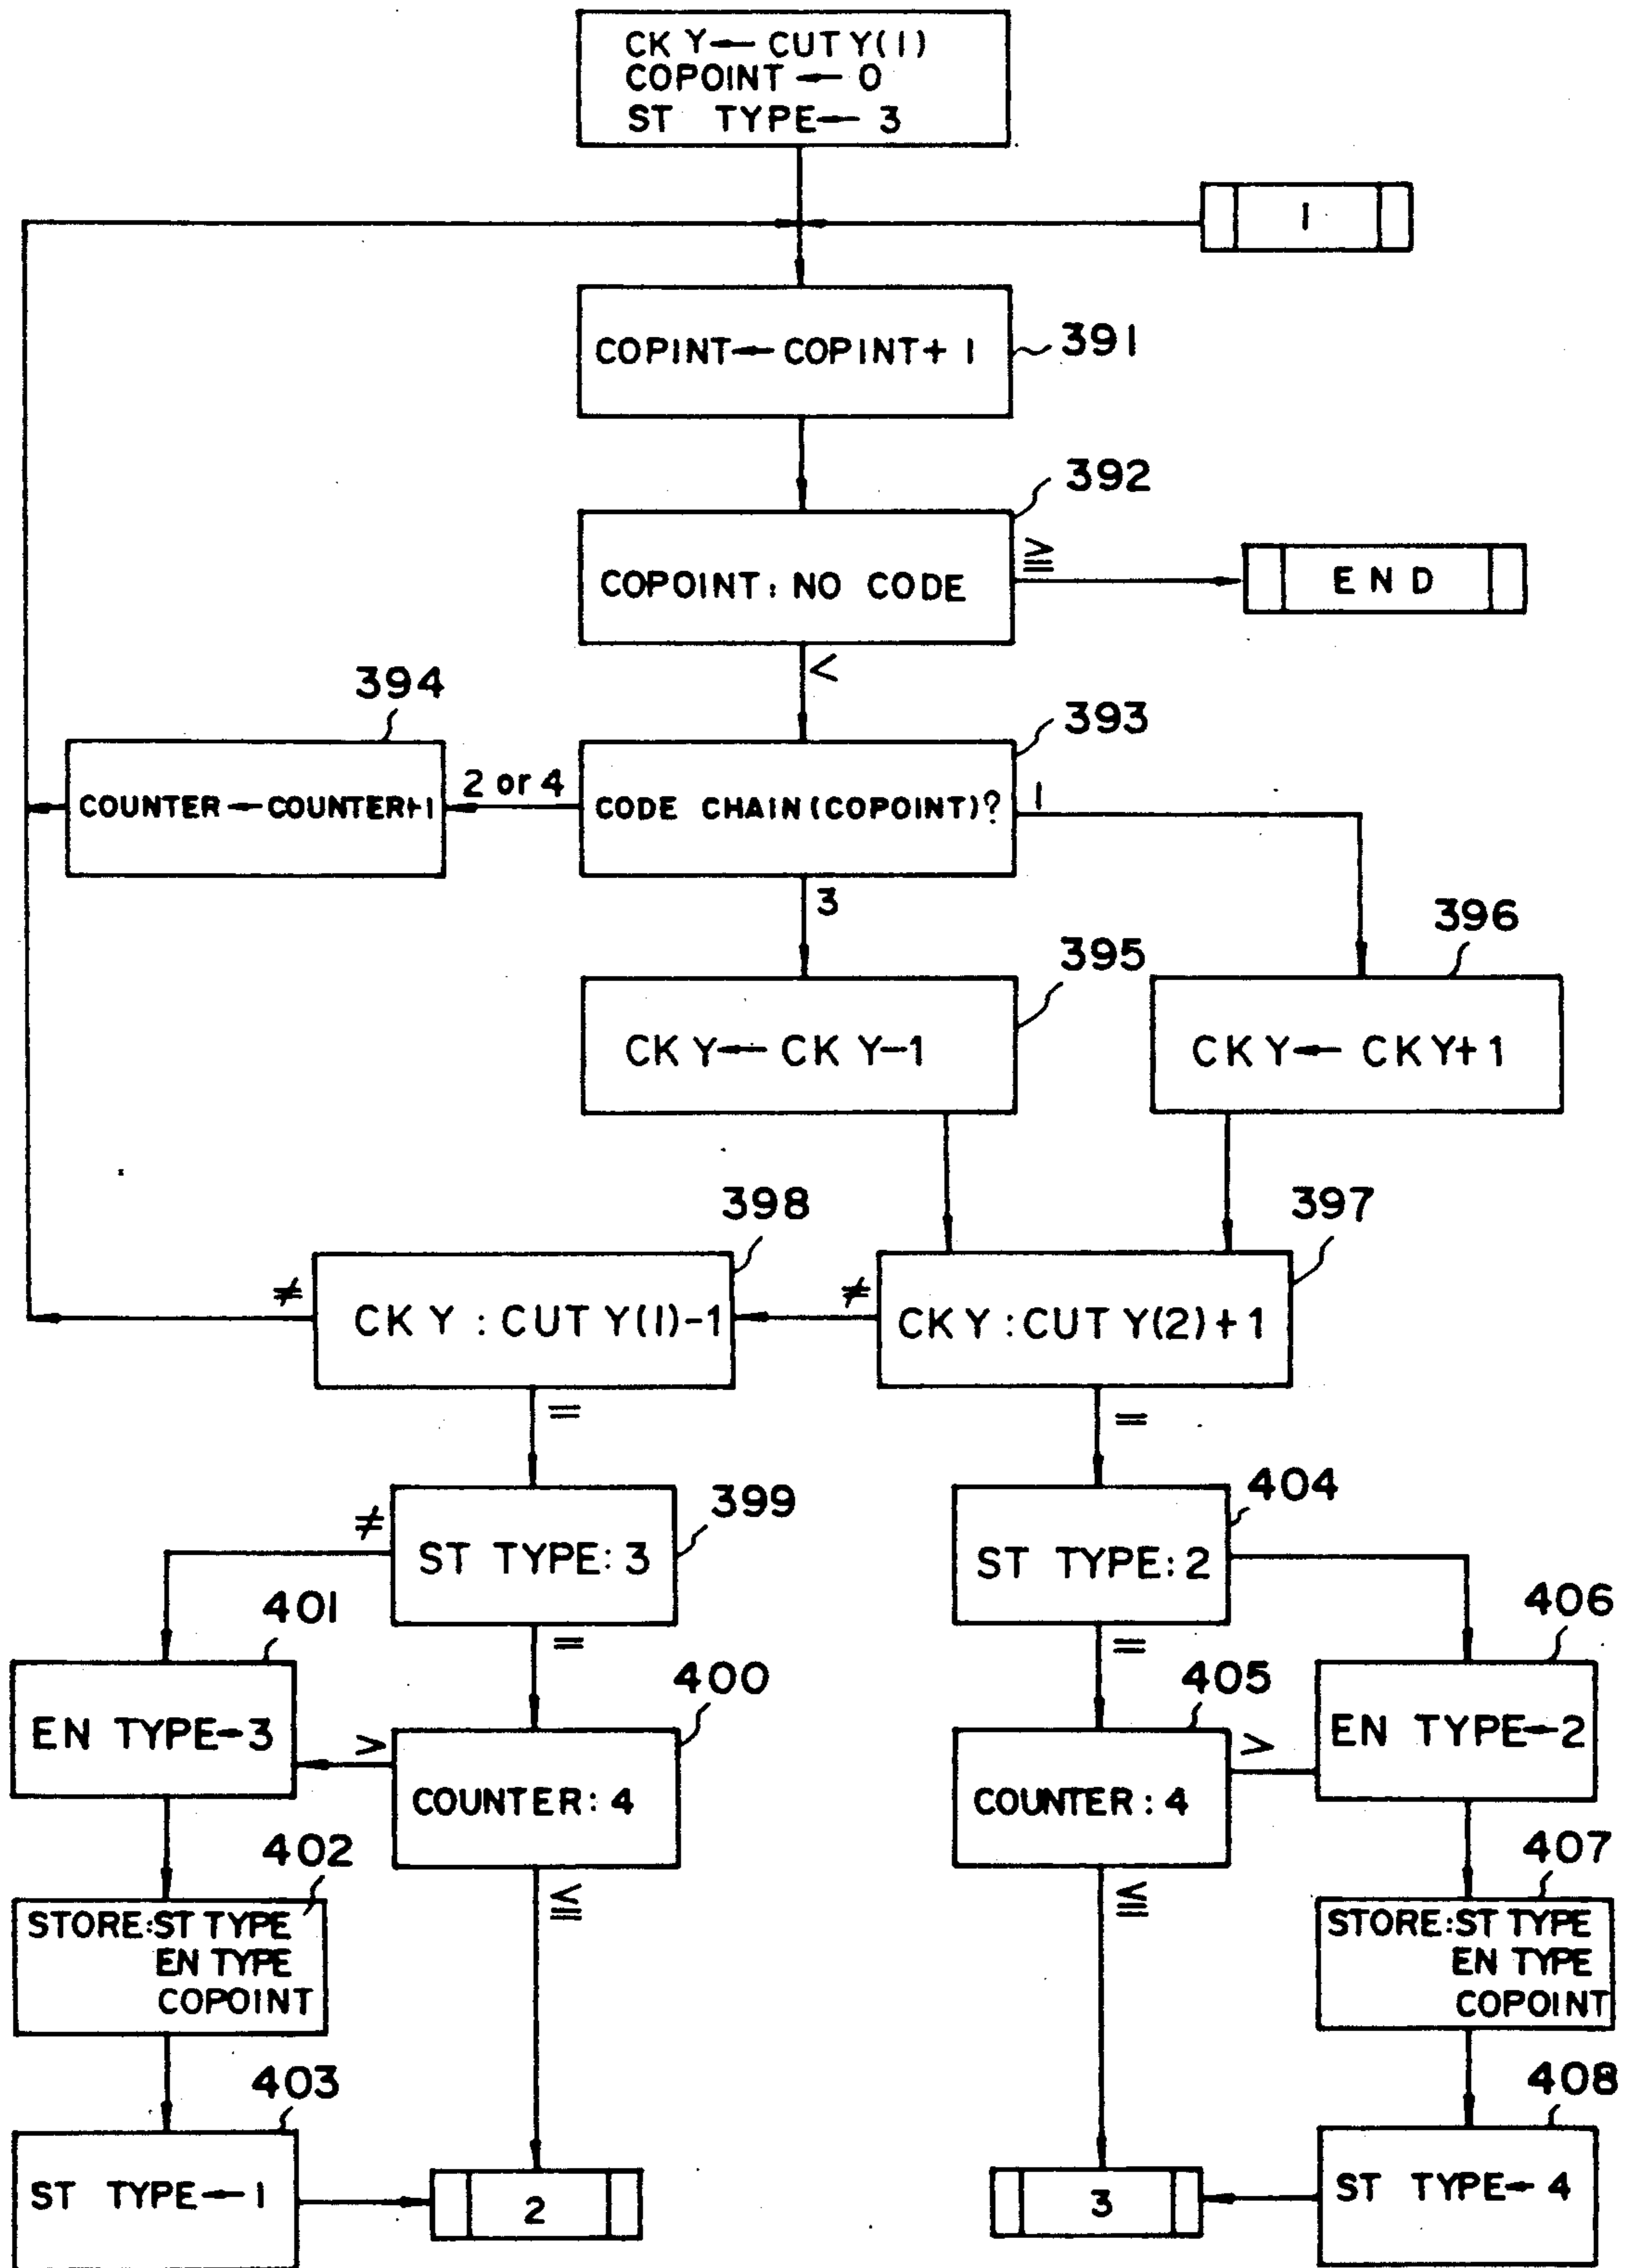 CK Y ← CUT Y(1)
COPOINT ← 0
ST TYPE ← 3
1
COPINT ← COPINT + 1
391
392
COPOINT : NO CODE
≧
END
<
394
393
COUNTER ← COUNTER+1
2 or 4
CODE CHAIN (COPOINT)?
1
3
395
396
CK Y ← CK Y-1
CK Y ← CK Y+1
398
397
≠
CK Y : CUT Y(1)-1
≠
CK Y : CUT Y(2)+1
=
=
399
404
≠
ST TYPE : 3
ST TYPE : 2
401
406
=
=
400
405
EN TYPE ← 3
>
COUNTER : 4
COUNTER : 4
>
EN TYPE ← 2
402
407
≦
≦
STORE: ST TYPE
EN TYPE
COPOINT
STORE: ST TYPE
EN TYPE
COPOINT
403
408
ST TYPE ← 1
2
3
ST TYPE ← 4